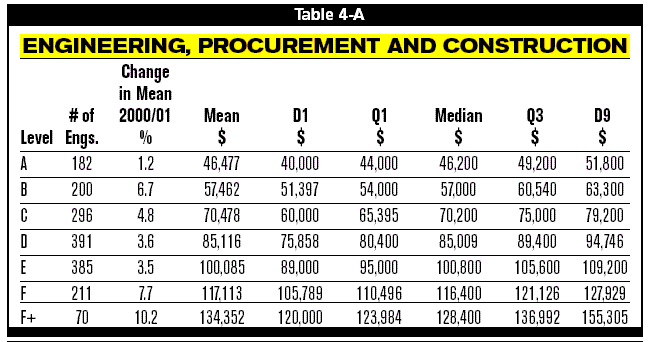 Table 4-A
ENGINEERING, PROCUREMENT AND CONSTRUCTION
Change
in Mean
# of 2000/01 Mean D1 Q1 Median Q3 D9
Level Engs. % $ $ $ $ $ $
A 182 1.2 46,477 40,000 44,000 46,200 49,200 51,800
B 200 6.7 57,462 51,397 54,000 57,000 60,540 63,300
C 296 4.8 70,478 60,000 65,395 70,200 75,000 79,200
D 391 3.6 85,116 75,858 80,400 85,009 89,400 94,746
E 385 3.5 100,085 89,000 95,000 100,800 105,600 109,200
F 211 7.7 117,113 105,789 110,496 116,400 121,126 127,929
F+ 70 10.2 134,352 120,000 123,984 128,400 136,992 155,305